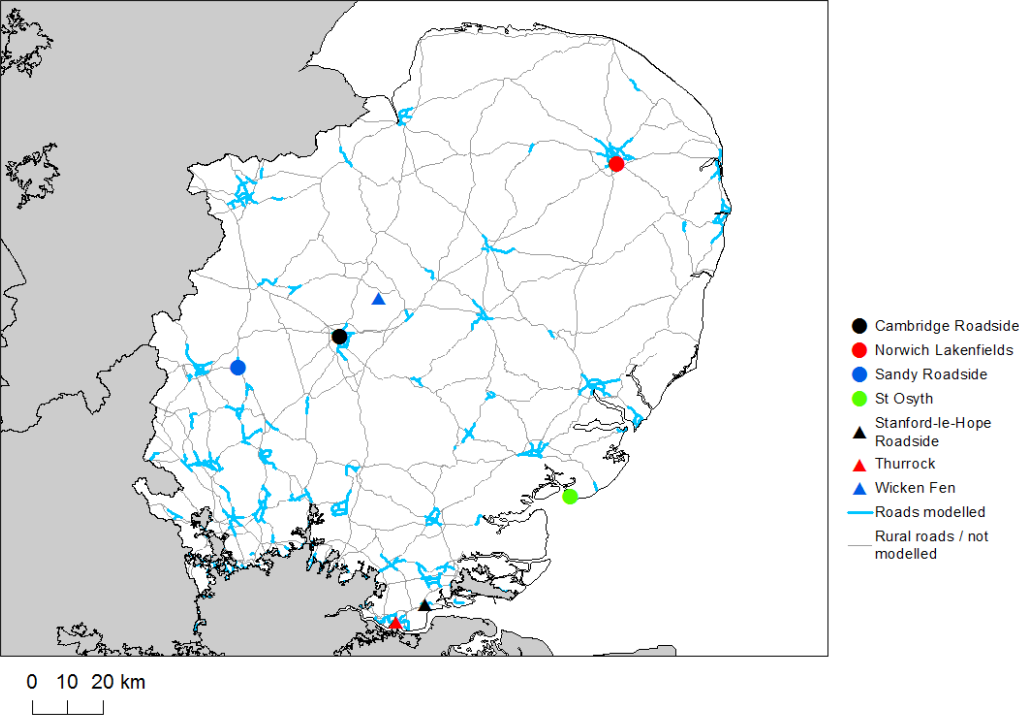 Cambridge Roadside
Norwich Lakenfields
Sandy Roadside
St Osyth
Stanford-le-Hope
Roadside
Thurrock
Wicken Fen
Roads modelled
Rural roads / not
modelled
0 10 20 km